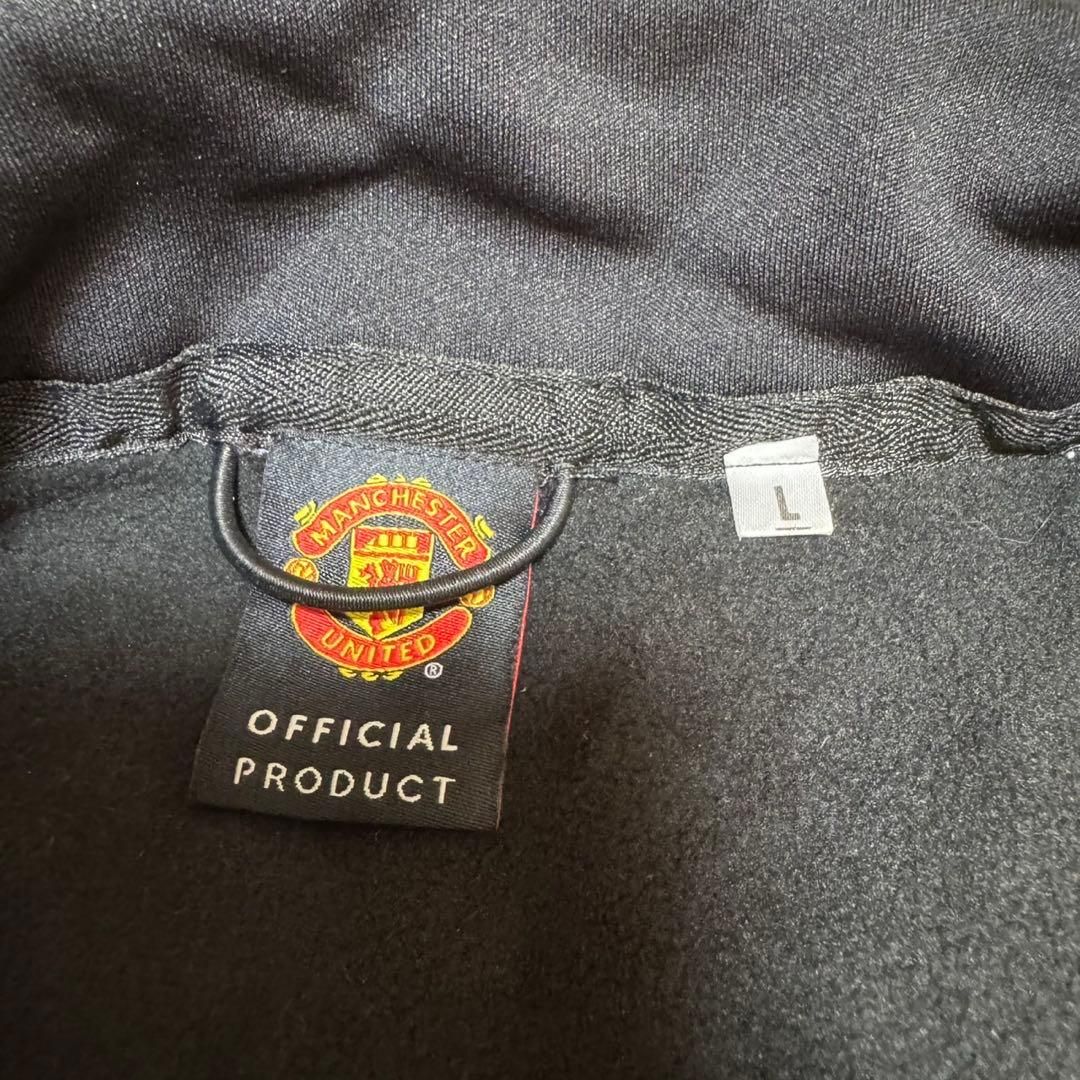 MANCHESTER
UNITED
®
OFFICIAL
PRODUCT
L